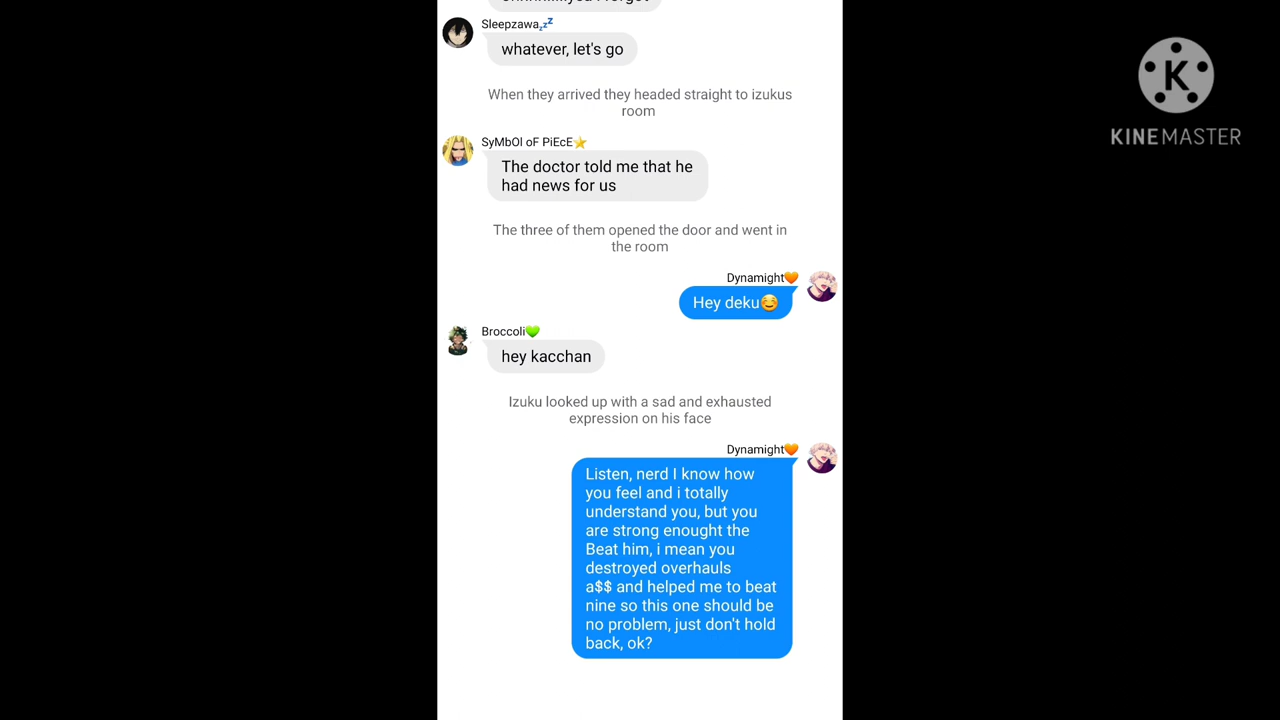 Sleepzawa💤
whatever, let's go
When they arrived they headed straight to izukus
room
SyMbOl oF PiEcE⭐
The doctor told me that he
had news for us
The three of them opened the door and went in
the room
Dynamight🧡
Hey deku☺️
Broccoli💚
hey kacchan
Izuku looked up with a sad and exhausted
expression on his face
Dynamight🧡
Listen, nerd I know how
you feel and i totally
understand you, but you
are strong enought the
Beat him, i mean you
destroyed overhauls
a$$ and helped me to beat
nine so this one should be
no problem, just don't hold
back, ok?
K
KINEMASTER